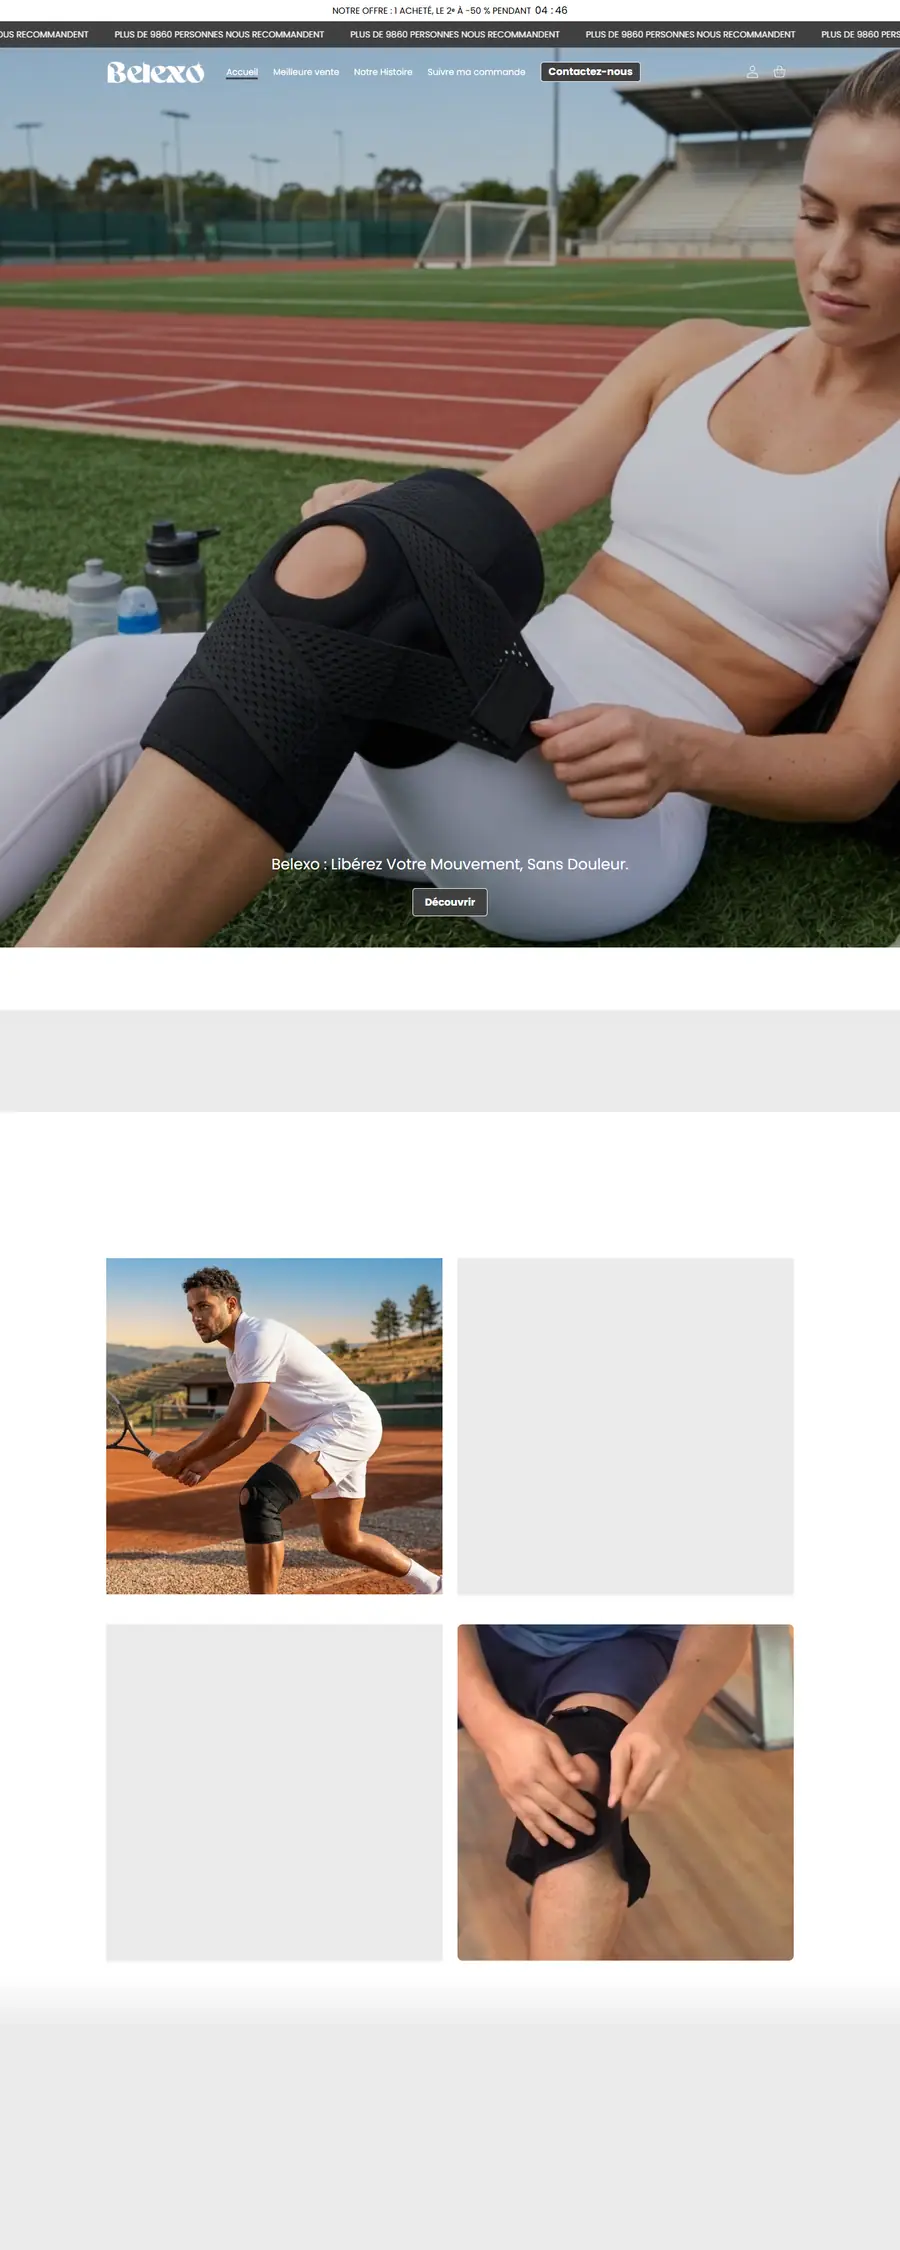 NOTRE OFFRE : 1 ACHETÉ, LE 2ᵉ À -50 % PENDANT 04 : 46
OUS RECOMMANDENT PLUS DE 9860 PERSONNES NOUS RECOMMANDENT PLUS DE 9860 PERSONNES NOUS RECOMMANDENT PLUS DE 9860 PERSONNES NOUS RECOMMANDENT PLUS DE 9860 PERS
Belexo Accueil Meilleure vente Notre Histoire Suivre ma commande Contactez-nous
Belexo : Libérez Votre Mouvement, Sans Douleur.
Découvrir